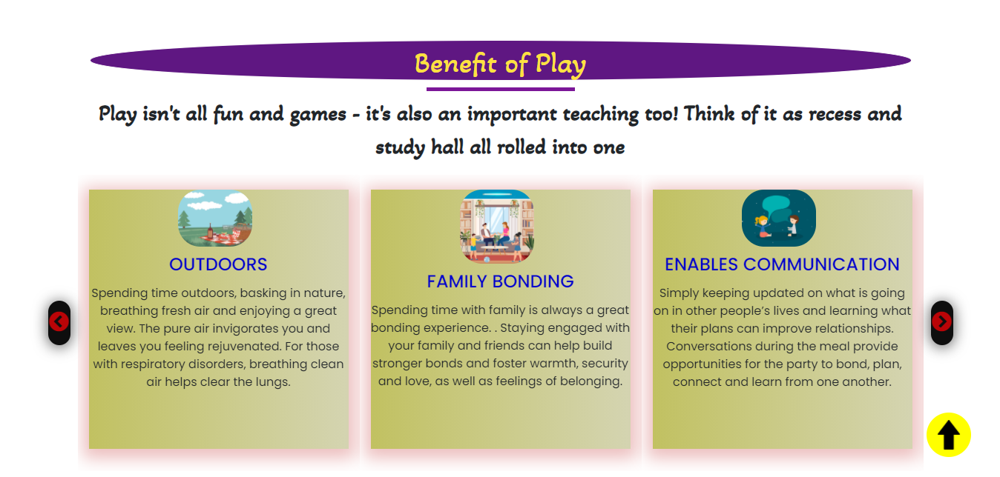 Benefit of Play
Play isn't all fun and games - it's also an important teaching too! Think of it as recess and
study hall all rolled into one
OUTDOORS
Spending time outdoors, basking in nature,
breathing fresh air and enjoying a great
view. The pure air invigorates you and
leaves you feeling rejuvenated. For those
with respiratory disorders, breathing clean
air helps clear the lungs.
FAMILY BONDING
Spending time with family is always a great
bonding experience. . Staying engaged with
your family and friends can help build
stronger bonds and foster warmth, security
and love, as well as feelings of belonging.
ENABLES COMMUNICATION
Simply keeping updated on what is going
on in other people’s lives and learning what
their plans can improve relationships.
Conversations during the meal provide
opportunities for the party to bond, plan,
connect and learn from one another.